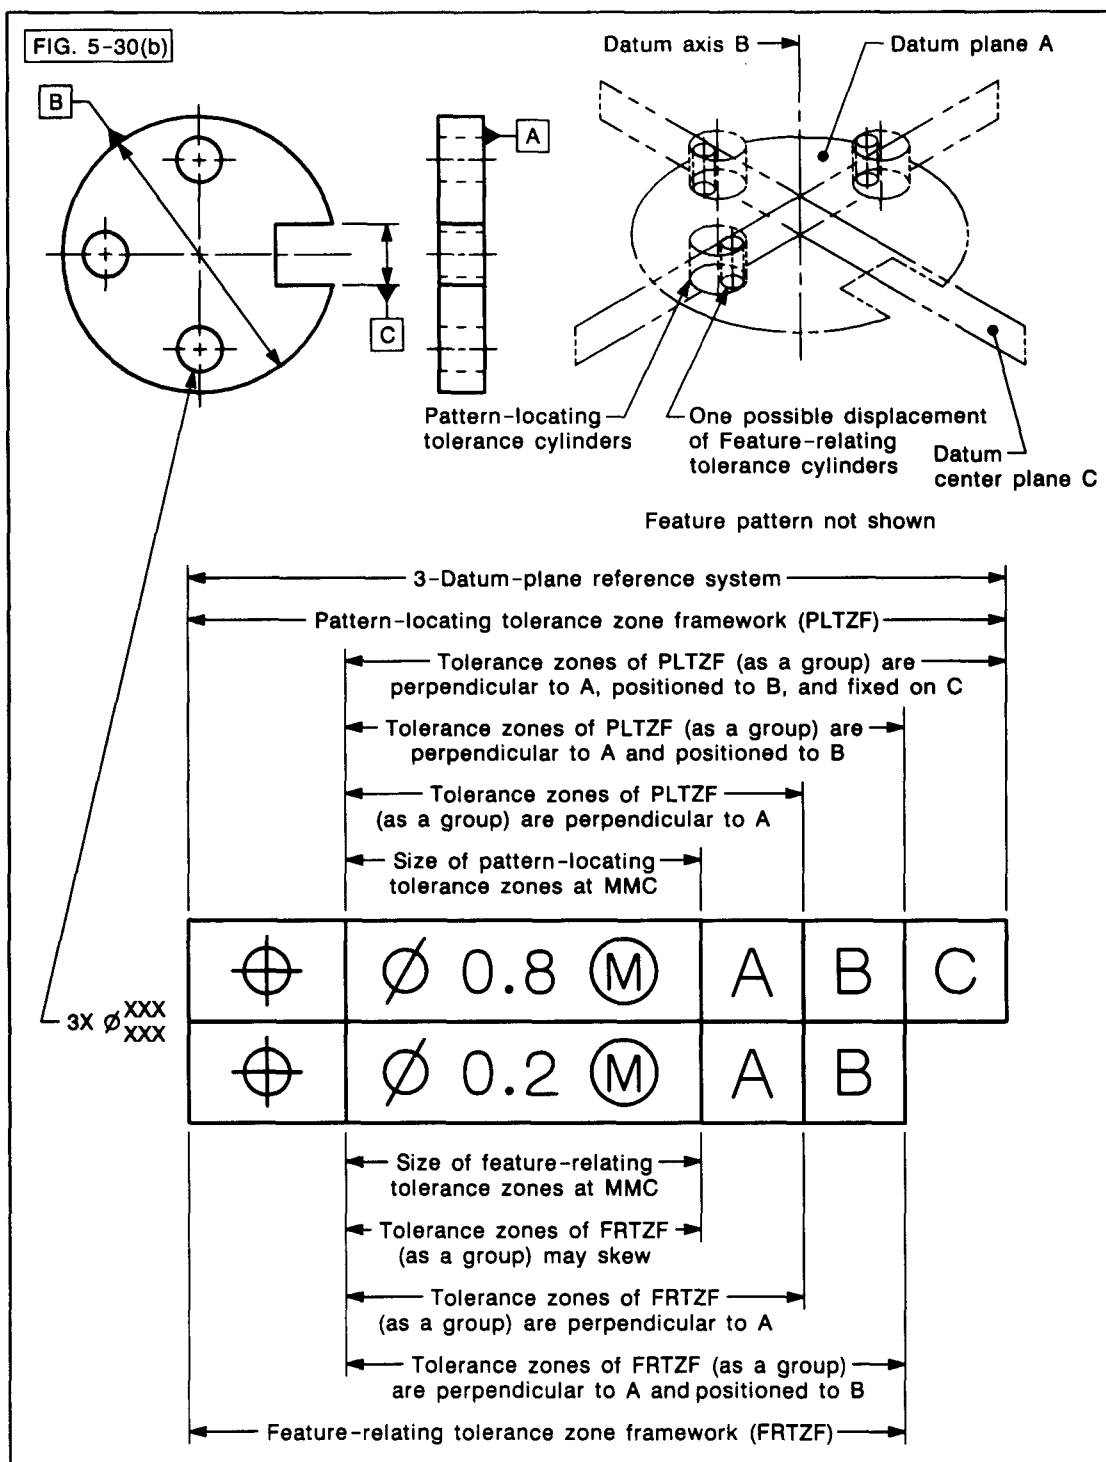 FIG. 5-30(b)
Datum axis B
Datum plane A
B
A
C
Pattern-locating
tolerance cylinders
One possible displacement
of Feature-relating
tolerance cylinders
Datum
center plane C
Feature pattern not shown
3-Datum-plane reference system
Pattern-locating tolerance zone framework (PLTZF)
Tolerance zones of PLTZF (as a group) are
perpendicular to A, positioned to B, and fixed on C
Tolerance zones of PLTZF (as a group) are
perpendicular to A and positioned to B
Tolerance zones of PLTZF
(as a group) are perpendicular to A
Size of pattern-locating
tolerance zones at MMC
⌖ ⌀ 0.8 Ⓜ A B C
3X ⌀ XXX
XXX
⌖ ⌀ 0.2 Ⓜ A B
Size of feature-relating
tolerance zones at MMC
Tolerance zones of FRTZF
(as a group) may skew
Tolerance zones of FRTZF
(as a group) are perpendicular to A
Tolerance zones of FRTZF (as a group)
are perpendicular to A and positioned to B
Feature-relating tolerance zone framework (FRTZF)